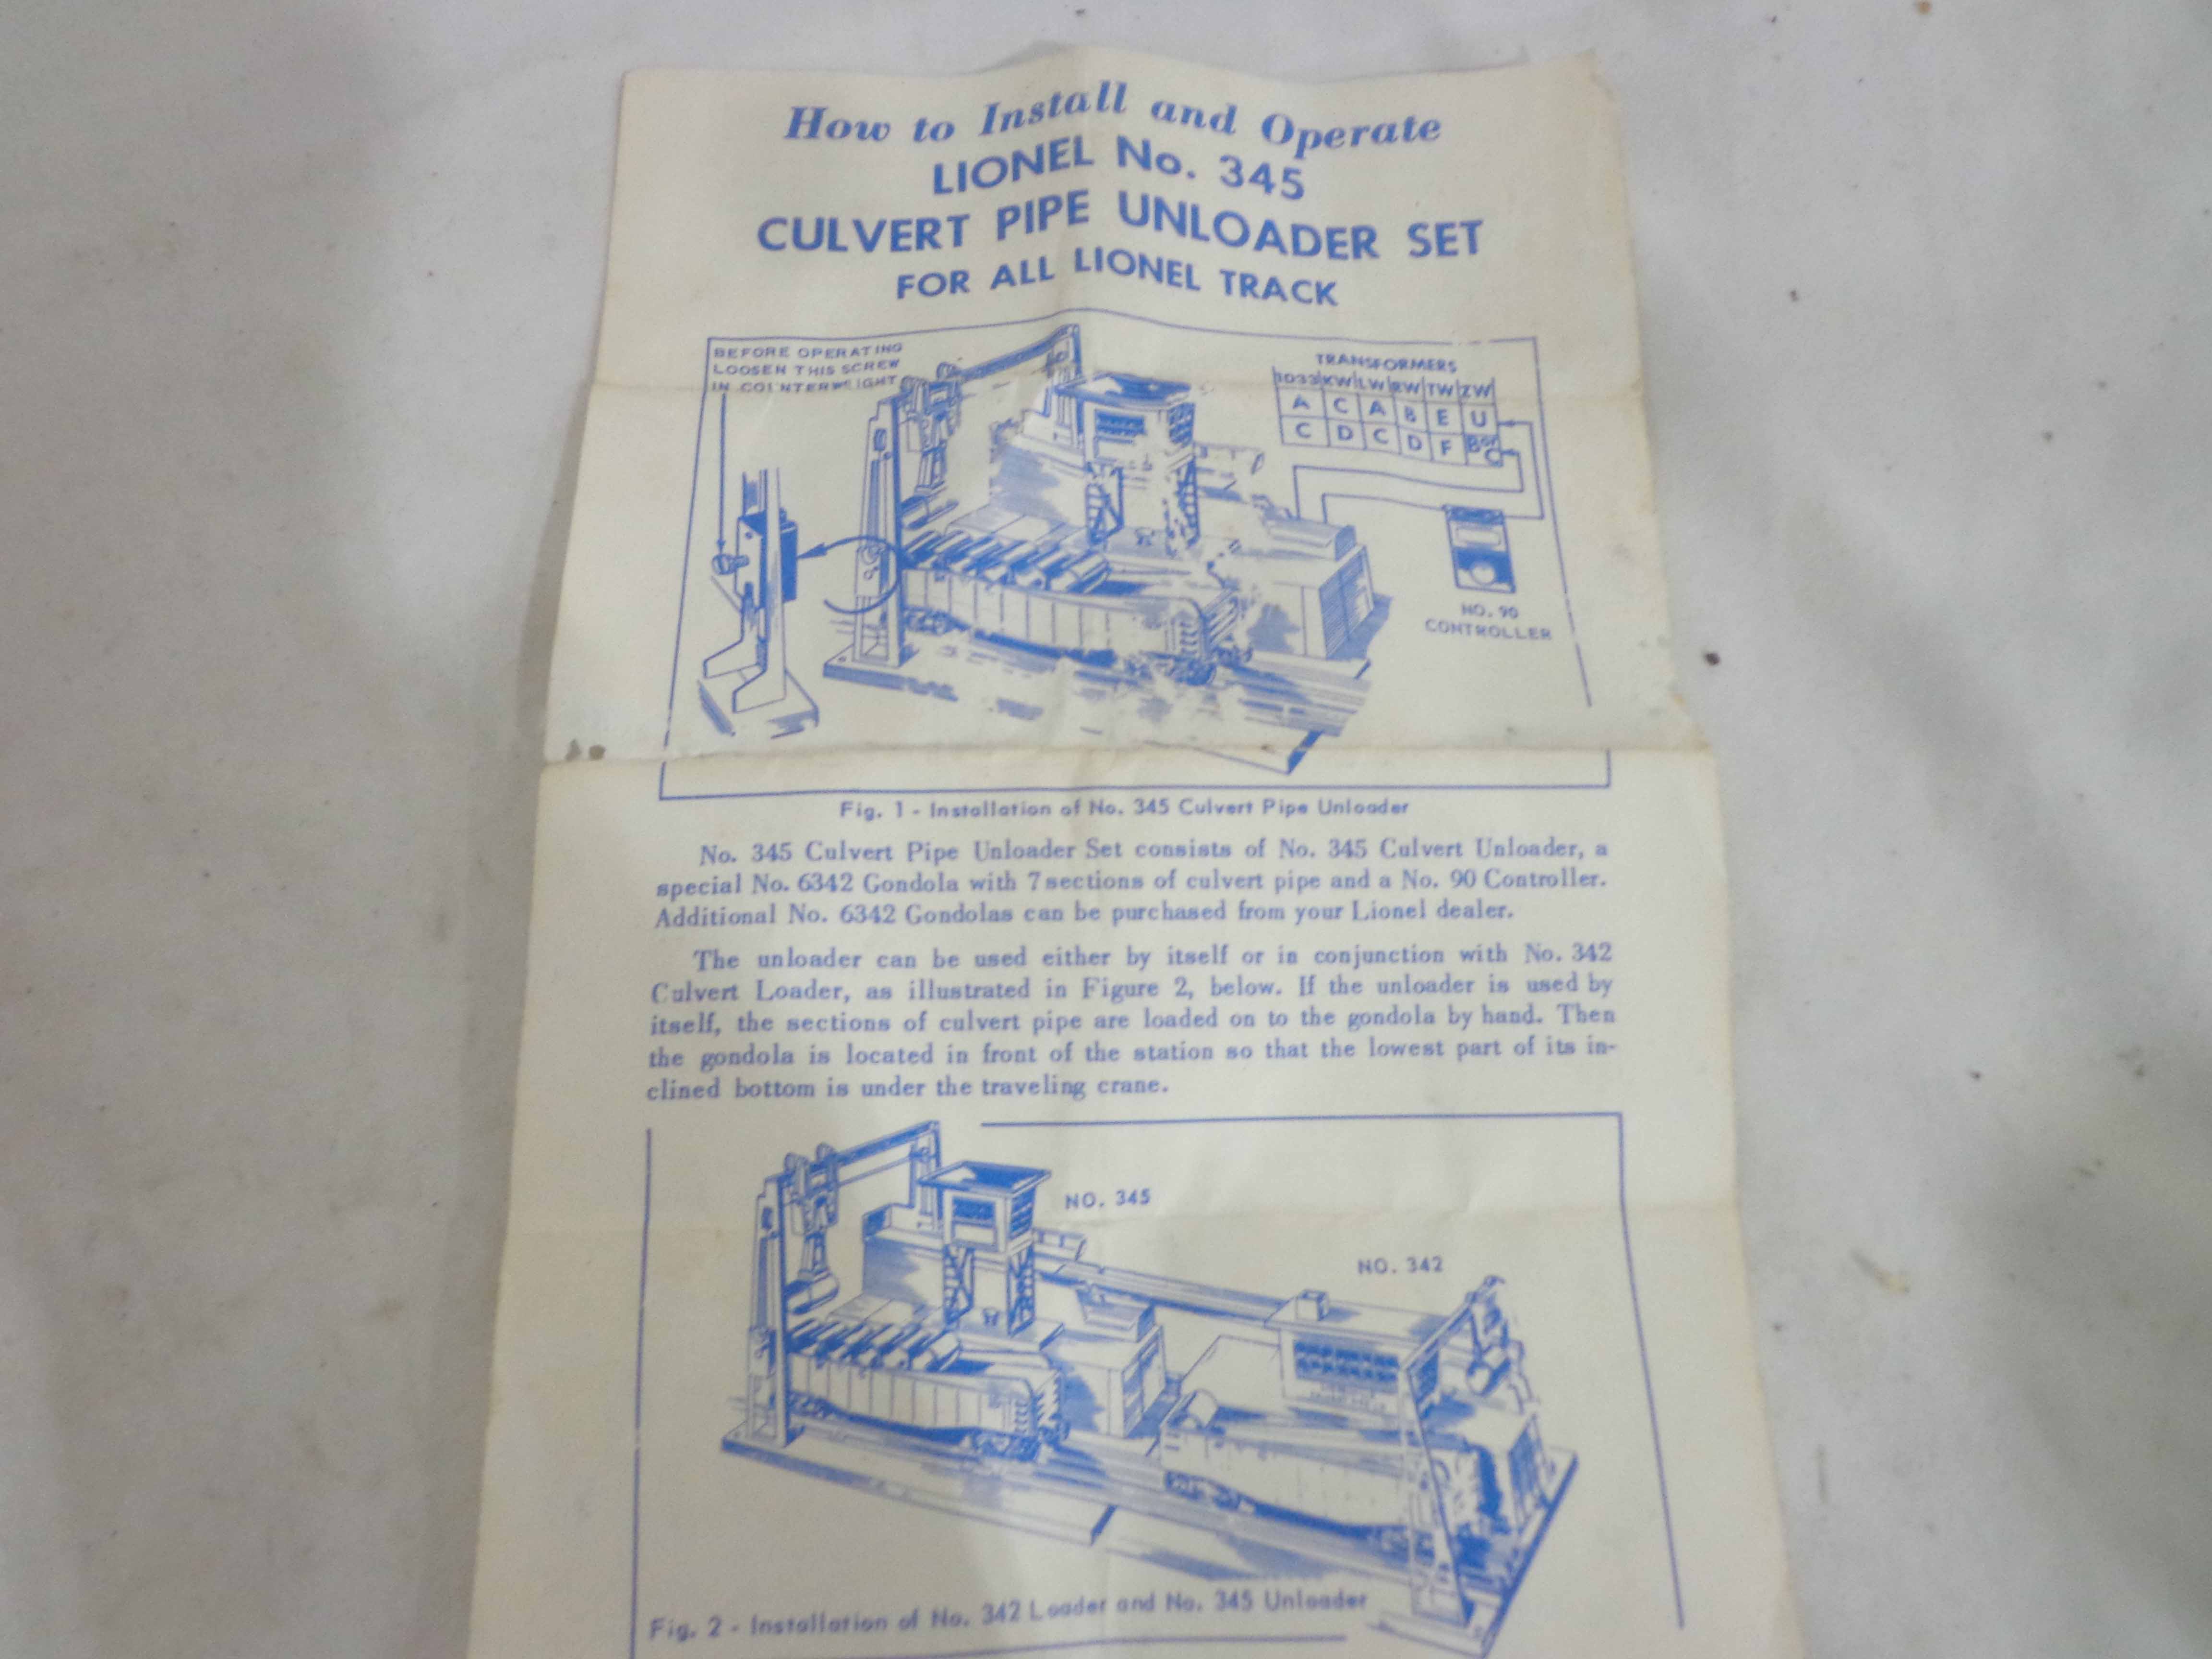 How to Install and Operate
LIONEL No. 345
CULVERT PIPE UNLOADER SET
FOR ALL LIONEL TRACK
BEFORE OPERATING
LOOSEN THIS SCREW
IN COUNTERWEIGHT
TRANSFORMERS
1033 KW LW RW TW ZW
A C A B E U
C D C D F B or C
NO. 90
CONTROLLER
Fig. 1 - Installation of No. 345 Culvert Pipe Unloader
No. 345 Culvert Pipe Unloader Set consists of No. 345 Culvert Unloader, a
special No. 6342 Gondola with 7 sections of culvert pipe and a No. 90 Controller.
Additional No. 6342 Gondolas can be purchased from your Lionel dealer.
The unloader can be used either by itself or in conjunction with No. 342
Culvert Loader, as illustrated in Figure 2, below. If the unloader is used by
itself, the sections of culvert pipe are loaded on to the gondola by hand. Then
the gondola is located in front of the station so that the lowest part of its in-
clined bottom is under the traveling crane.
NO. 345
NO. 342
Fig. 2 - Installation of No. 342 Loader and No. 345 Unloader